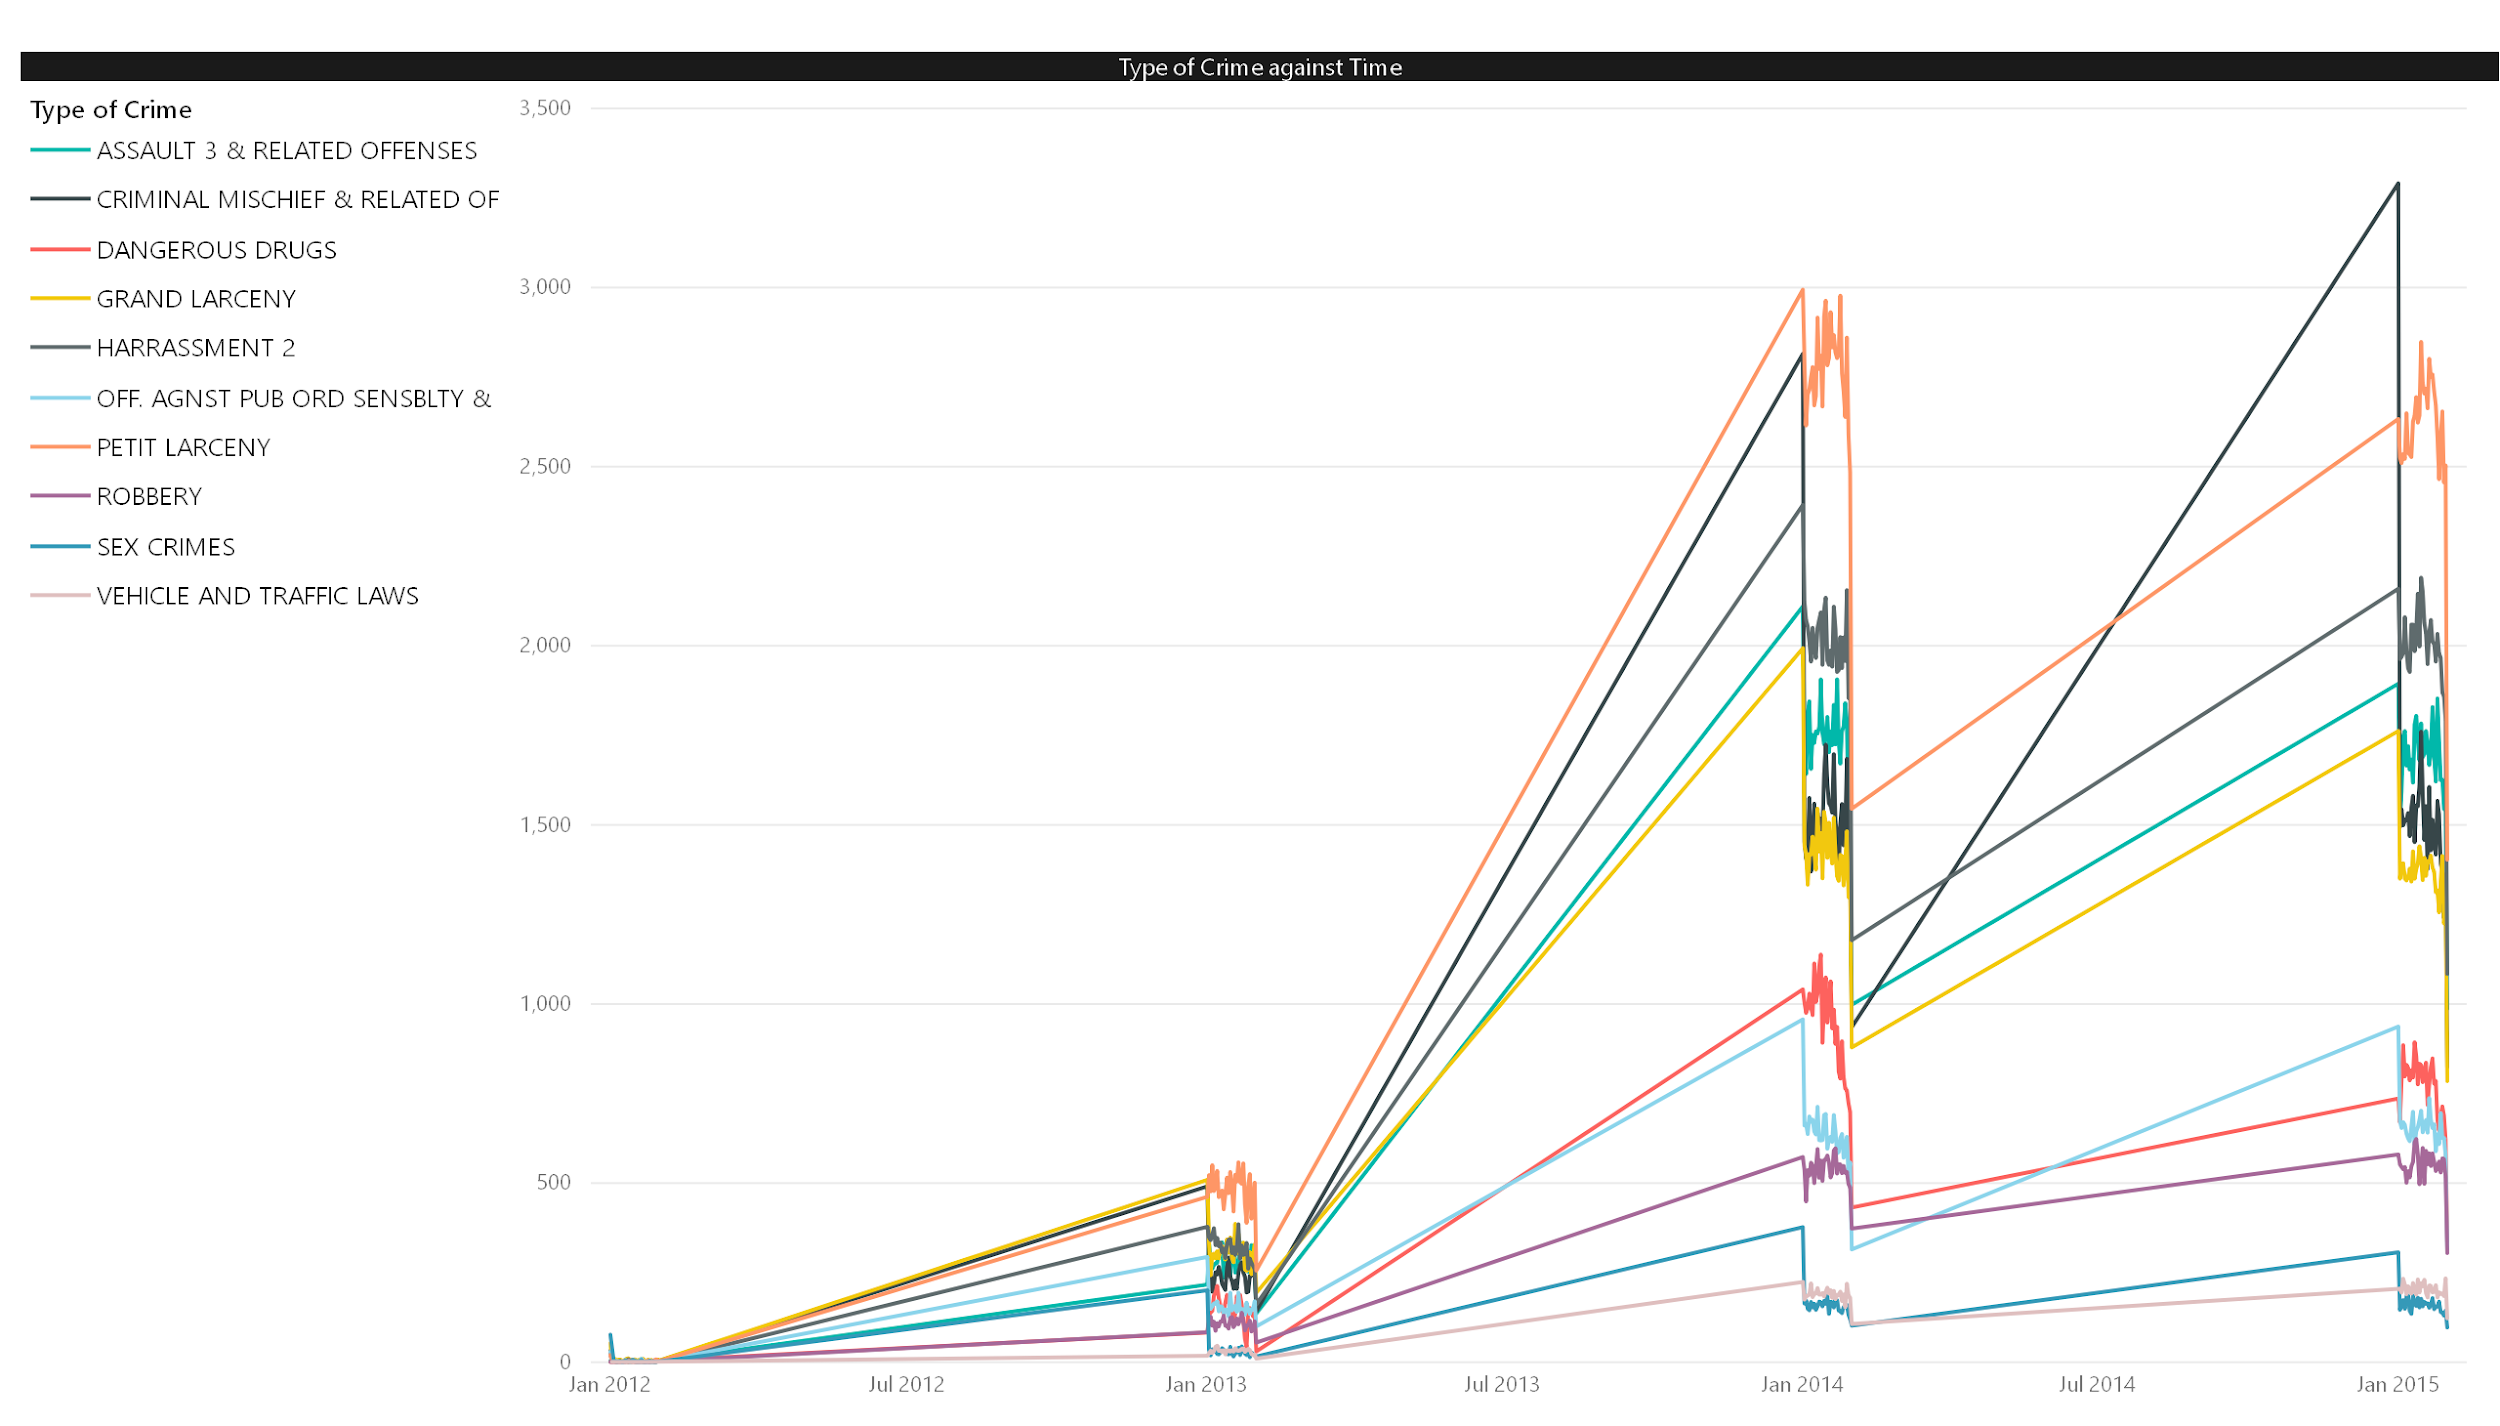 Type of Crime against Time
Type of Crime
ASSAULT 3 & RELATED OFFENSES
CRIMINAL MISCHIEF & RELATED OF
DANGEROUS DRUGS
GRAND LARCENY
HARRASSMENT 2
OFF. AGNST PUB ORD SENSBLTY &
PETIT LARCENY
ROBBERY
SEX CRIMES
VEHICLE AND TRAFFIC LAWS
3,500
3,000
2,500
2,000
1,500
1,000
500
0
Jan 2012 Jul 2012 Jan 2013 Jul 2013 Jan 2014 Jul 2014 Jan 2015